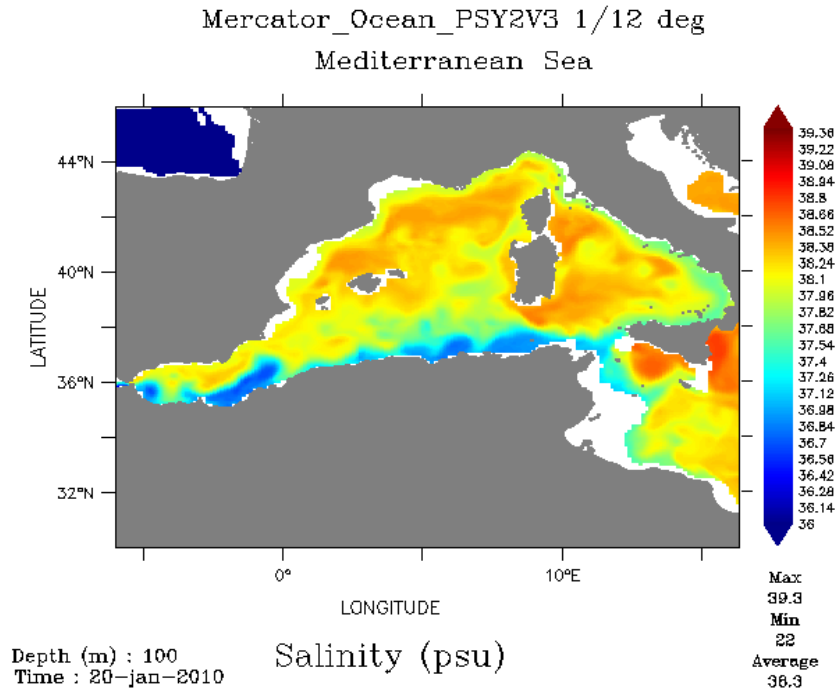 Mercator_Ocean_PSY2V3 1/12 deg
Mediterranean Sea
44°N
40°N
36°N
32°N
LATITUDE
0°
10°E
LONGITUDE
39.36
39.22
39.08
38.94
38.8
38.66
38.52
38.38
38.24
38.1
37.96
37.82
37.68
37.54
37.4
37.26
37.12
36.98
36.84
36.7
36.56
36.42
36.28
36.14
36
Max
39.3
Min
22
Average
38.3
Depth (m) : 100
Time : 20-jan-2010
Salinity (psu)